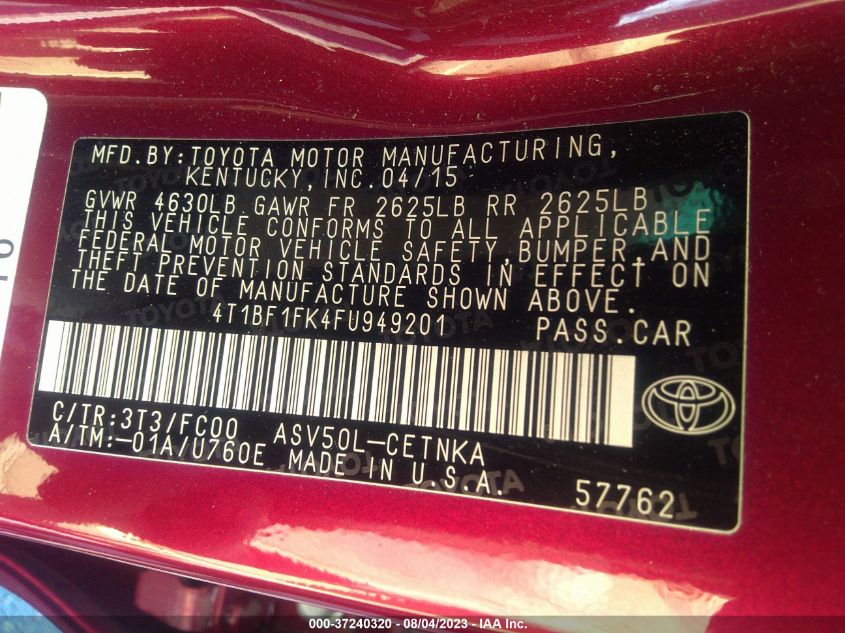 MFD.BY:TOYOTA MOTOR MANUFACTURING,
KENTUCKY,INC.04/15
GVWR 4630LB GAWR FR 2625LB RR 2625LB
THIS VEHICLE CONFORMS TO ALL APPLICABLE
FEDERAL MOTOR VEHICLE SAFETY,BUMPER,AND
THEFT PREVENTION STANDARDS IN EFFECT ON
THE DATE OF MANUFACTURE SHOWN ABOVE.
4T1BF1FK4FU949201 PASS.CAR
C/TR:3T3/FC00 ASV50L-CETNKA
A/TM:-01A/U760E MADE IN U.S.A.
57762
000-37240320 - 08/04/2023 - IAA Inc.